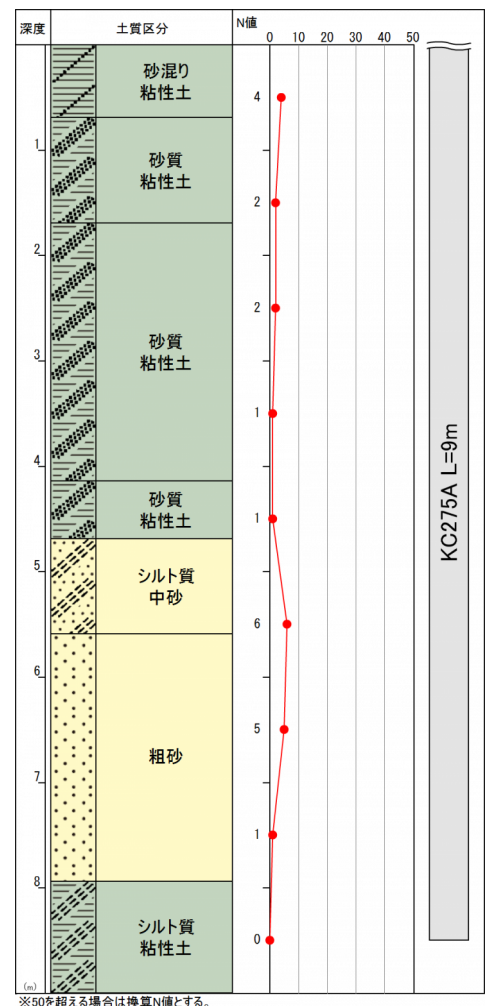 深度
土質区分
N値
0 10 20 30 40 50
砂混り
粘性土
4
1
砂質
粘性土
2
2
2
砂質
粘性土
3
1
4
砂質
粘性土
1
KC275A L=9m
5
シルト質
中砂
6
6
5
粗砂
7
1
8
シルト質
粘性土
0
(m)
※50を超える場合は換算N値とする。